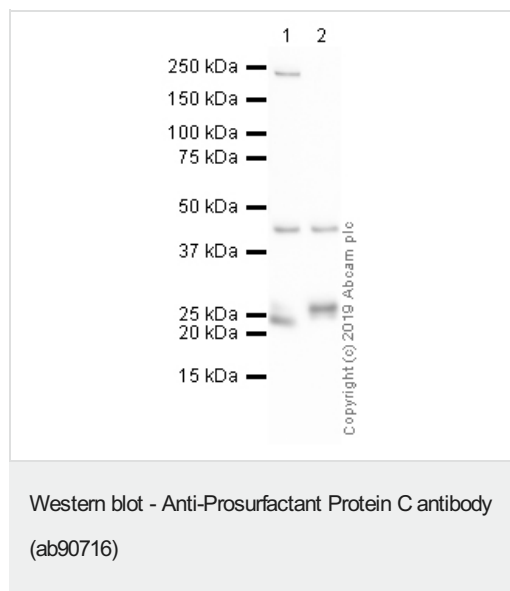 1 2
250 kDa
150 kDa
100 kDa
75 kDa
50 kDa
37 kDa
25 kDa
20 kDa
15 kDa
Copyright (c) 2019 Abcam plc
Western blot - Anti-Prosurfactant Protein C antibody
(ab90716)